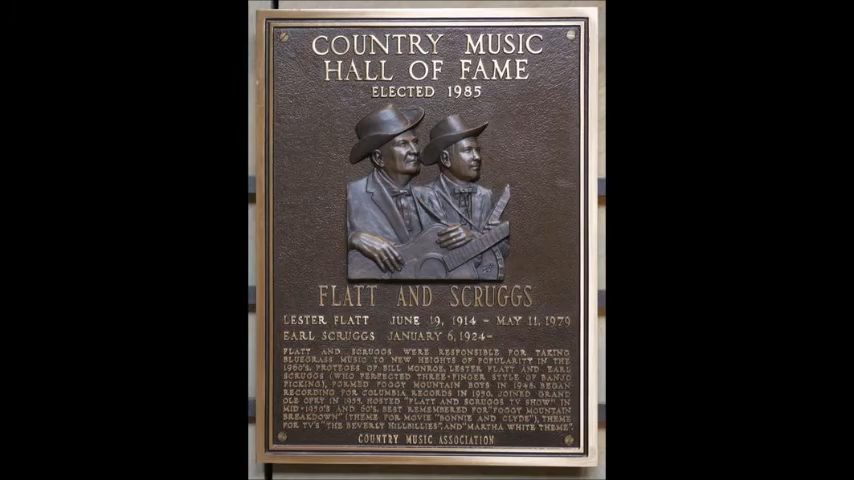 COUNTRY MUSIC
HALL OF FAME
ELECTED 1985
FLATT AND SCRUGGS
LESTER FLATT JUNE 19, 1914 - MAY 11, 1979
EARL SCRUGGS JANUARY 6, 1924-
FLATT AND SCRUGGS WERE RESPONSIBLE FOR TAKING
BLUEGRASS MUSIC TO NEW HEIGHTS OF POPULARITY IN THE
1960'S. PROTEGES OF BILL MONROE, LESTER FLATT AND EARL
SCRUGGS (WHO PERFECTED THREE-FINGER STYLE OF BANJO
PICKING), FORMED FOGGY MOUNTAIN BOYS IN 1948. BEGAN
RECORDING FOR COLUMBIA RECORDS IN 1950. JOINED GRAND
OLE OPRY IN 1955. HOSTED "FLATT AND SCRUGGS TV SHOW" IN
MID-1950'S AND 60'S. BEST REMEMBERED FOR "FOGGY MOUNTAIN
BREAKDOWN" (THEME FOR MOVIE "BONNIE AND CLYDE"), THEME
FOR TV'S "THE BEVERLY HILLBILLIES", AND "MARTHA WHITE THEME".
COUNTRY MUSIC ASSOCIATION